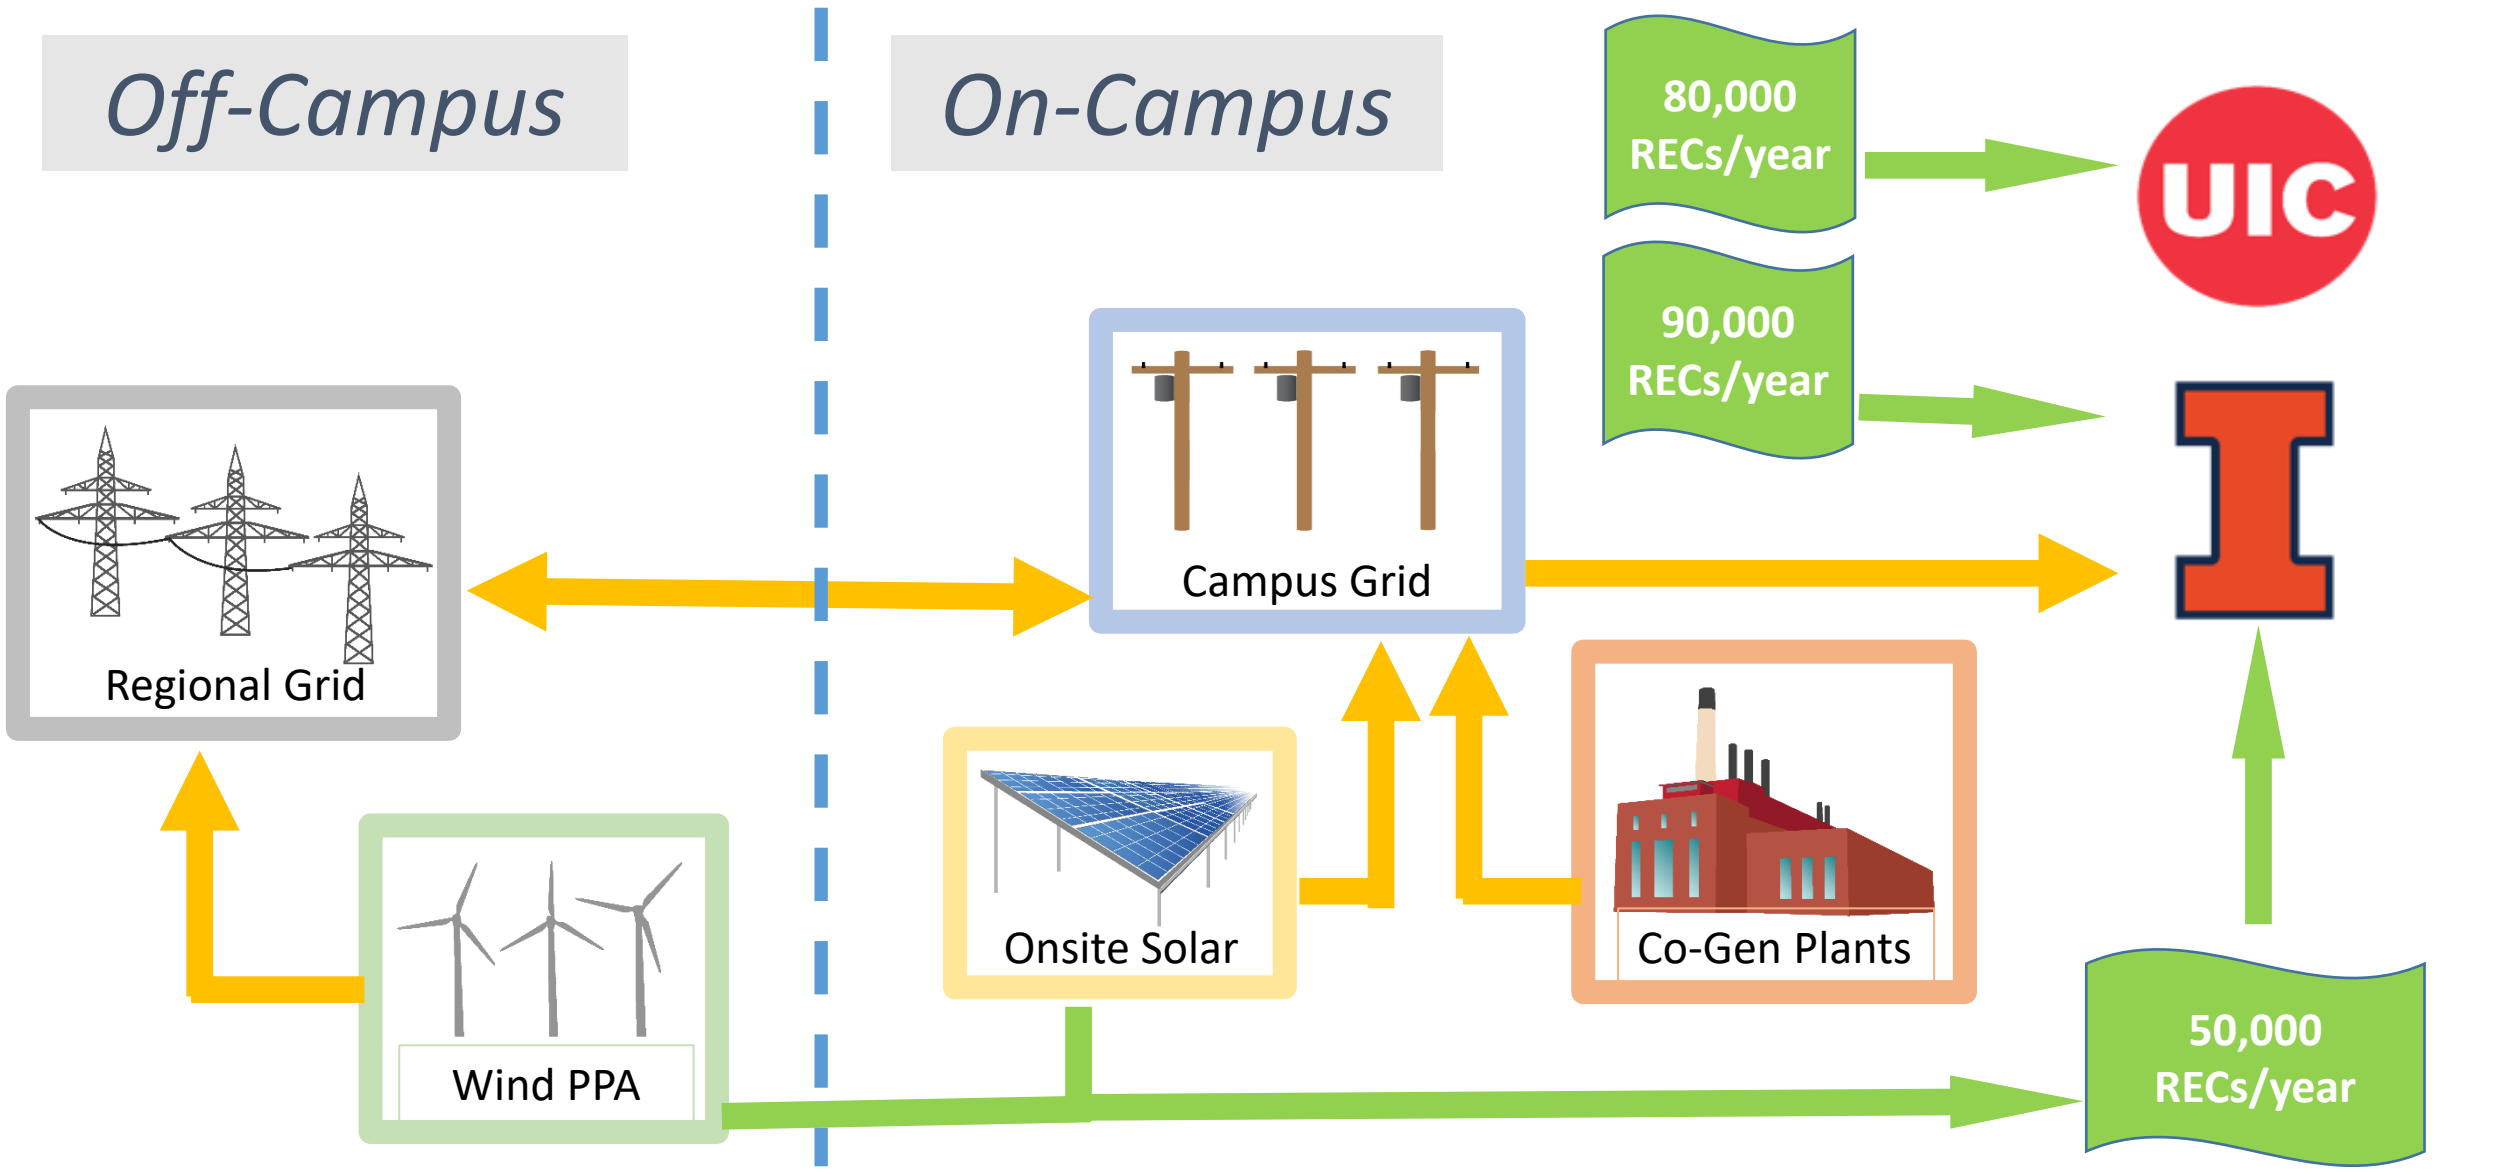 Off-Campus
On-Campus
80,000
RECs/year
UIC
90,000
RECs/year
I
Campus Grid
Regional Grid
Onsite Solar
Co-Gen Plants
Wind PPA
50,000
RECs/year